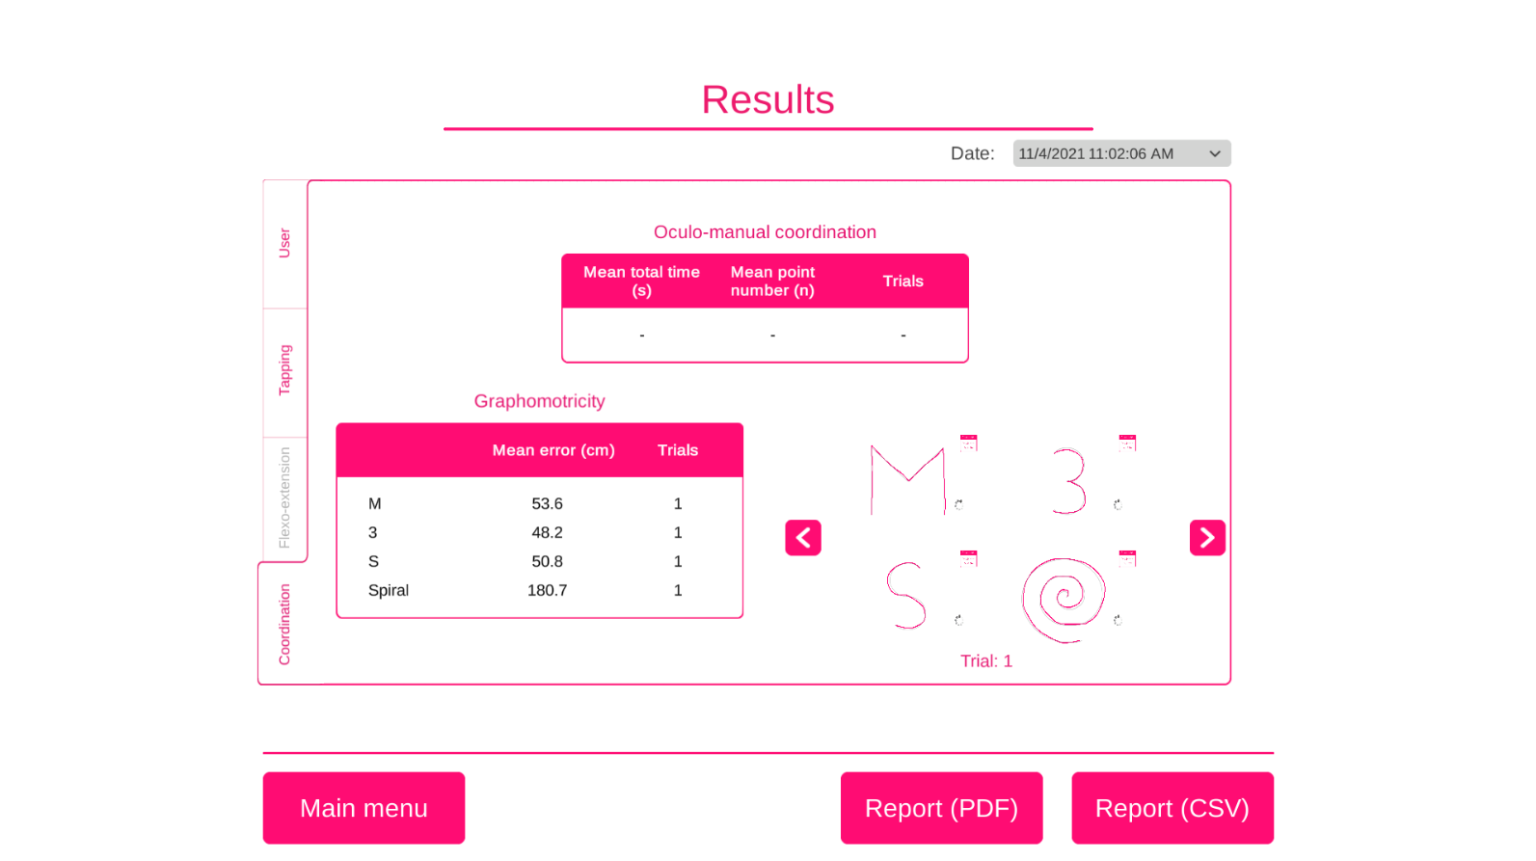 Results
Date: 11/4/2021 11:02:06 AM
User
Tapping
Flexo-extension
Coordination
Oculo-manual coordination
Mean total time (s) Mean point number (n) Trials
- - -
Graphomotricity
Mean error (cm) Trials
M 53.6 1
3 48.2 1
S 50.8 1
Spiral 180.7 1
M 3
S
Trial: 1
Main menu
Report (PDF)
Report (CSV)